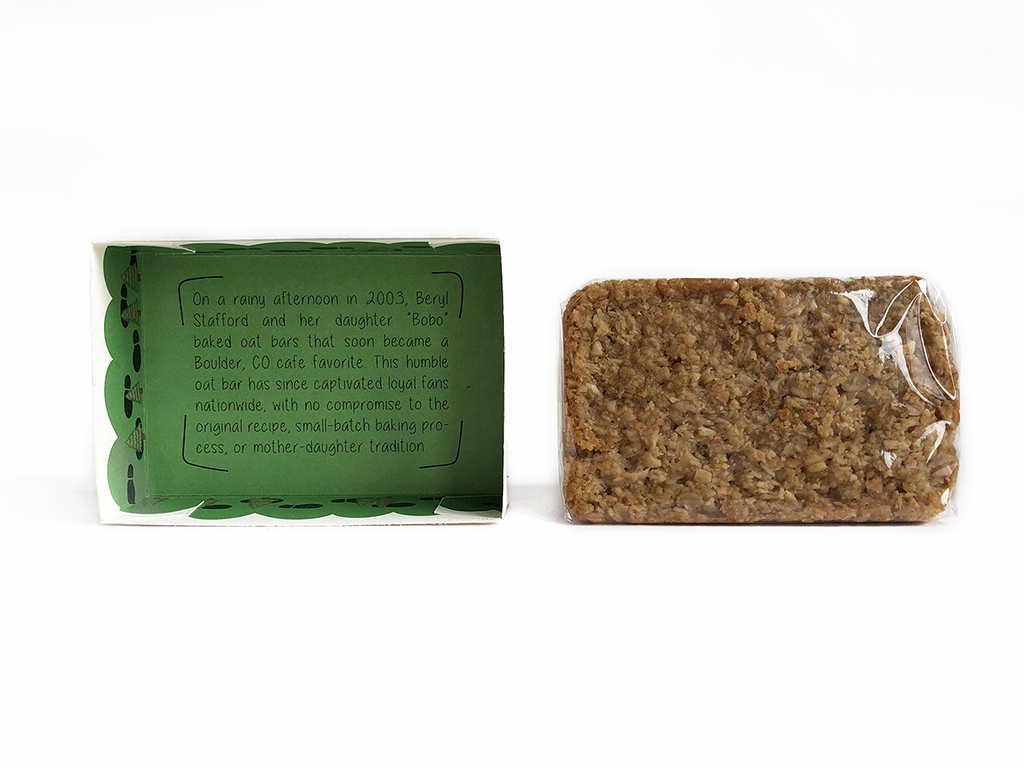 On a rainy afternoon in 2003, Beryl
Stafford and her daughter "Bobo"
baked oat bars that soon became a
Boulder, CO cafe favorite. This humble
oat bar has since captivated loyal fans
nationwide, with no compromise to the
original recipe, small-batch baking pro-
cess, or mother-daughter tradition.